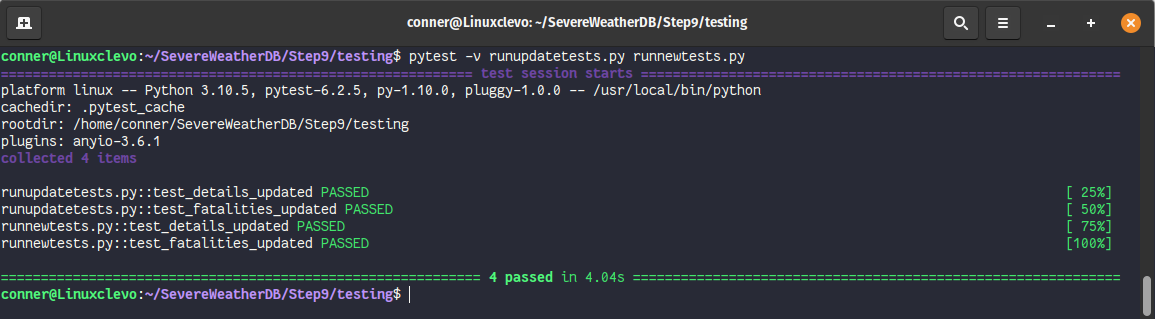 conner@Linuxclevo: ~/SevereWeatherDB/Step9/testing
conner@Linuxclevo:~/SevereWeatherDB/Step9/testing$ pytest -v runupdatetests.py runnewtests.py
=========================================================== test session starts ============================================================
platform linux -- Python 3.10.5, pytest-6.2.5, py-1.10.0, pluggy-1.0.0 -- /usr/local/bin/python
cachedir: .pytest_cache
rootdir: /home/conner/SevereWeatherDB/Step9/testing
plugins: anyio-3.6.1
collected 4 items
runupdatetests.py::test_details_updated PASSED [ 25%]
runupdatetests.py::test_fatalities_updated PASSED [ 50%]
runnewtests.py::test_details_updated PASSED [ 75%]
runnewtests.py::test_fatalities_updated PASSED [100%]
============================================================ 4 passed in 4.04s =============================================================
conner@Linuxclevo:~/SevereWeatherDB/Step9/testing$